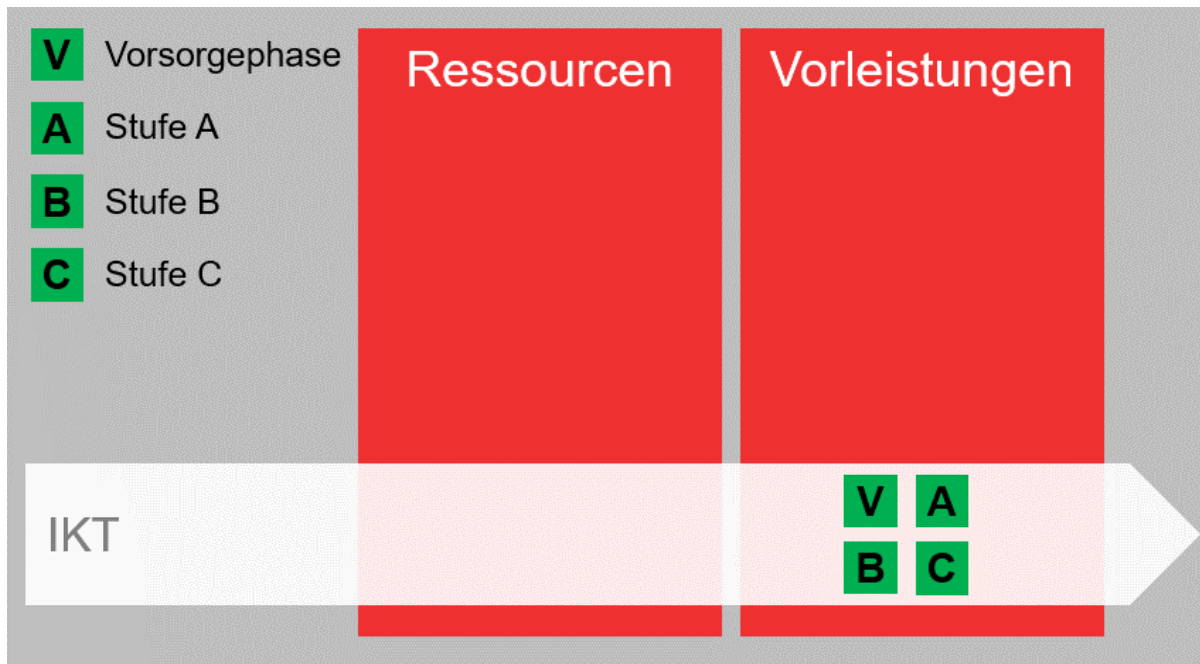 V Vorsorgephase
A Stufe A
B Stufe B
C Stufe C
Ressourcen
Vorleistungen
IKT
V A
B C